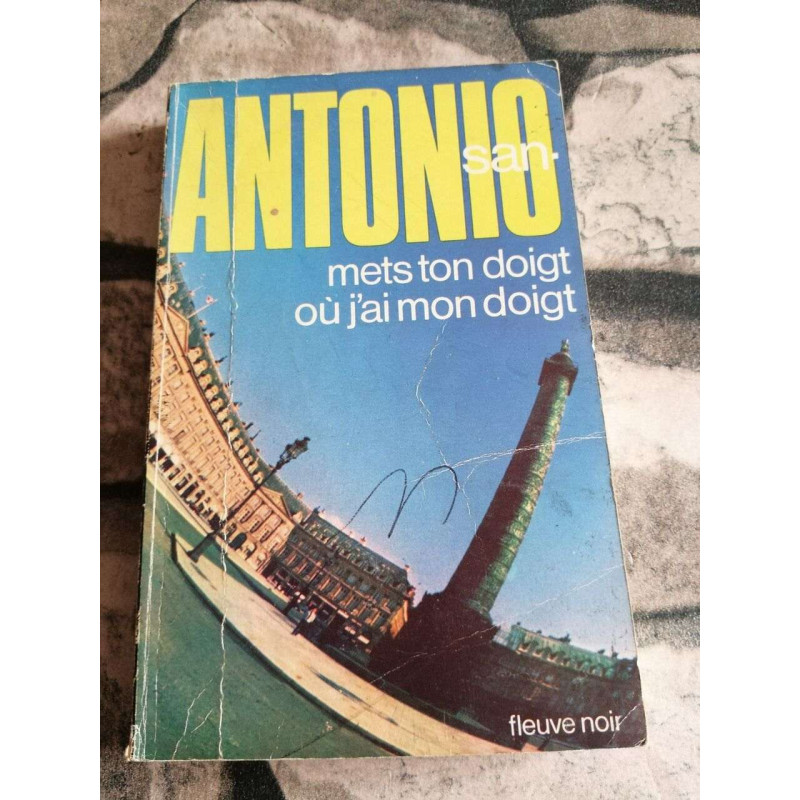 ANTONIO
san-
mets ton doigt
où j'ai mon doigt
fleuve noir